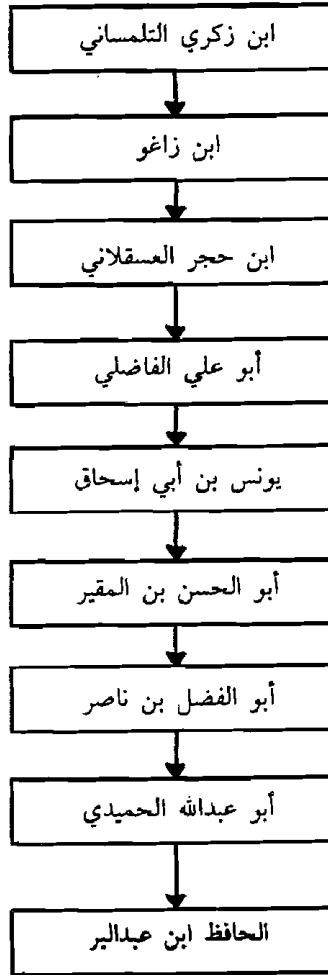 ابن زكري التلمساني
ابن زاغو
ابن حجر العسقلاني
أبو علي الفاضلي
يونس بن أبي إسحاق
أبو الحسن بن المقير
أبو الفضل بن ناصر
أبو عبدالله الحميدي
الحافظ ابن عبدالبر